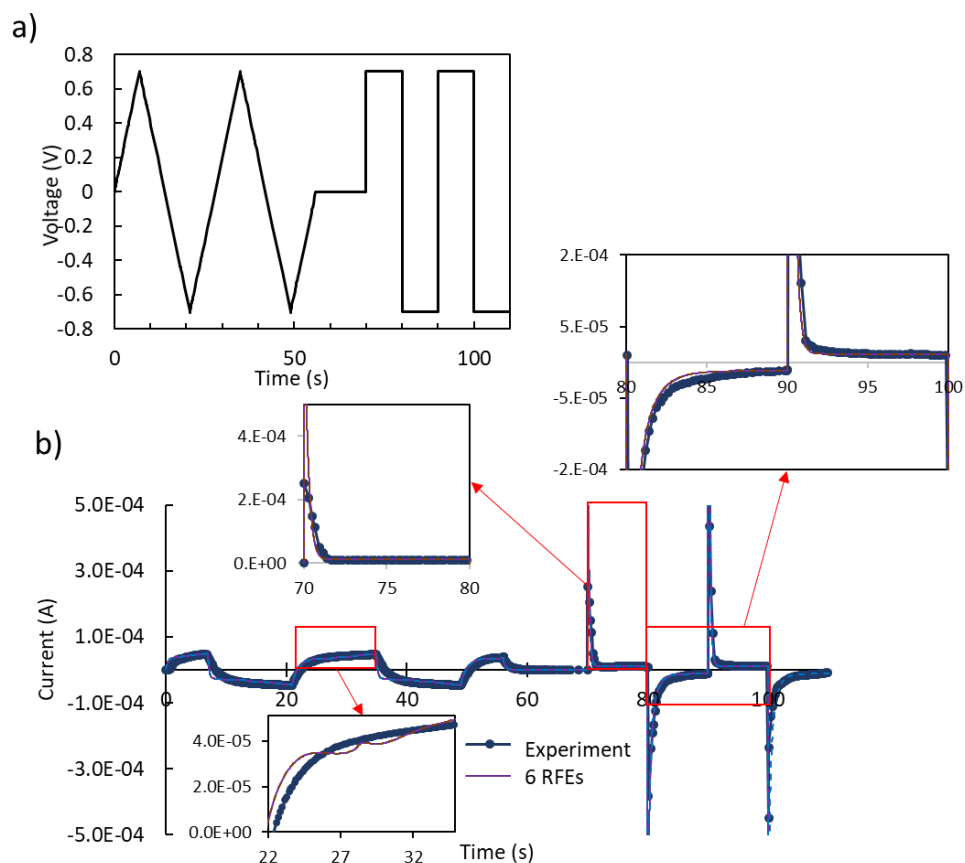 a)
Voltage (V)
0.8
0.6
0.4
0.2
0
-0.2
-0.4
-0.6
-0.8
0 50 100
Time (s)
2.E-04
5.E-05
-5.E-05
-2.E-04
80 85 90 95 100
b)
4.E-04
2.E-04
0.E+00
70 75 80
Current (A)
5.0E-04
3.0E-04
1.0E-04
-1.0E-04
-3.0E-04
-5.0E-04
0 20 40 60 80 100
4.0E-05
2.0E-05
0.0E+00
22 27 32
Experiment
6 RFEs
Time (s)